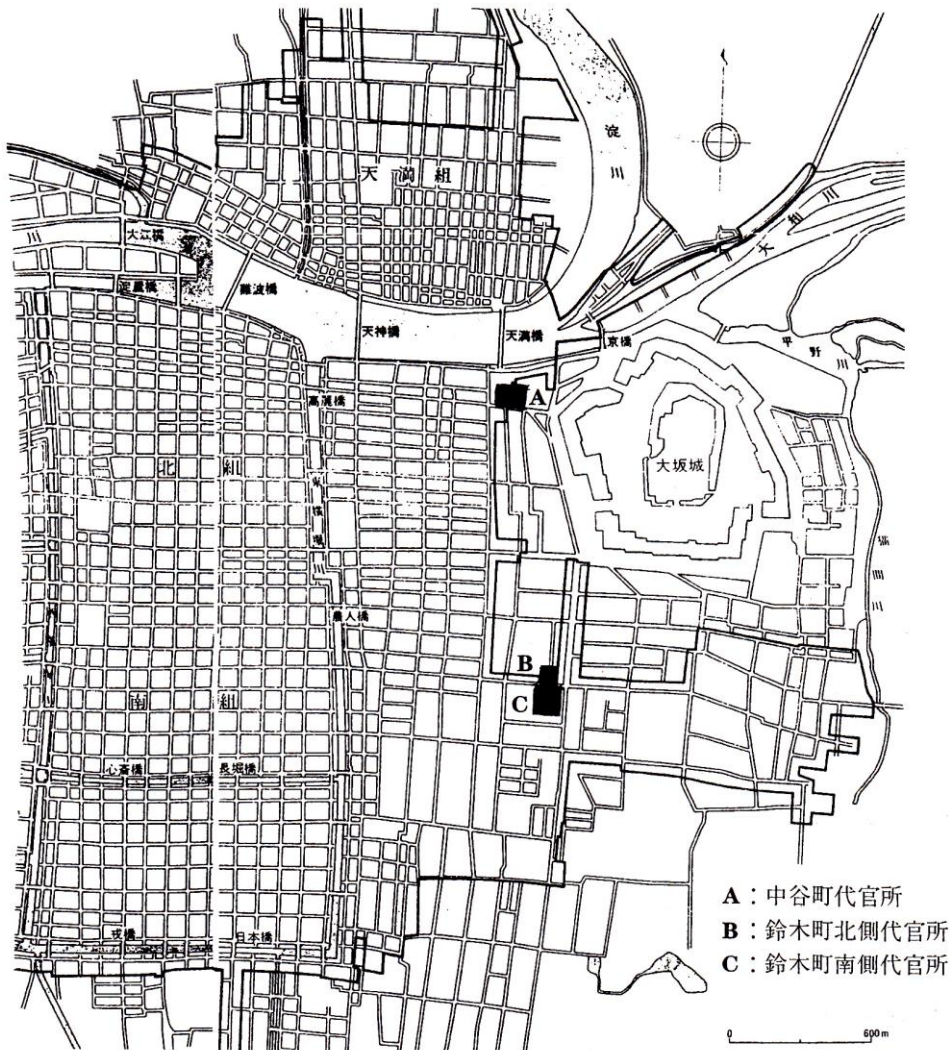 淀川
天満組
大和川
大江橋
淀屋橋
難波橋
天神橋
天満橋
京橋
平野川
高麗橋
A
大坂城
北組
東横堀川
農人橋
B
C
南組
心斎橋
長堀橋
戎橋
日本橋
A：中谷町代官所
B：鈴木町北側代官所
C：鈴木町南側代官所
0 600m